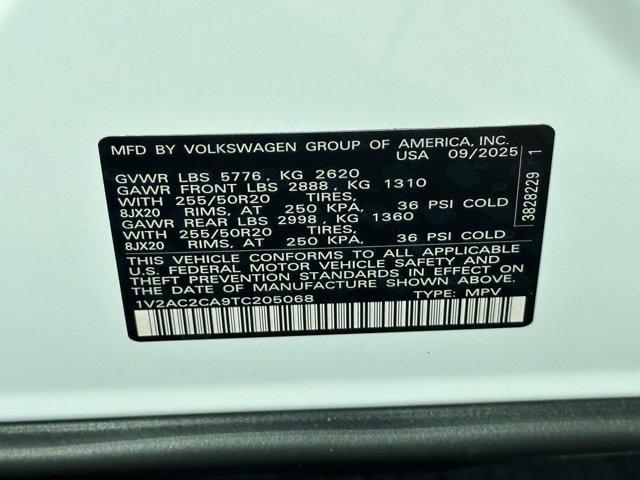 MFD BY VOLKSWAGEN GROUP OF AMERICA, INC.
USA 09/2025
GVWR LBS 5776, KG 2620
GAWR FRONT LBS 2888, KG 1310
WITH 255/50R20 TIRES,
8JX20 RIMS, AT 250 KPA, 36 PSI COLD
GAWR REAR LBS 2998, KG 1360
WITH 255/50R20 TIRES,
8JX20 RIMS, AT 250 KPA, 36 PSI COLD
THIS VEHICLE CONFORMS TO ALL APPLICABLE
U.S. FEDERAL MOTOR VEHICLE SAFETY AND
THEFT PREVENTION STANDARDS IN EFFECT ON
THE DATE OF MANUFACTURE SHOWN ABOVE.
1V2AC2CA9TC205068 TYPE: MPV
3828229 1